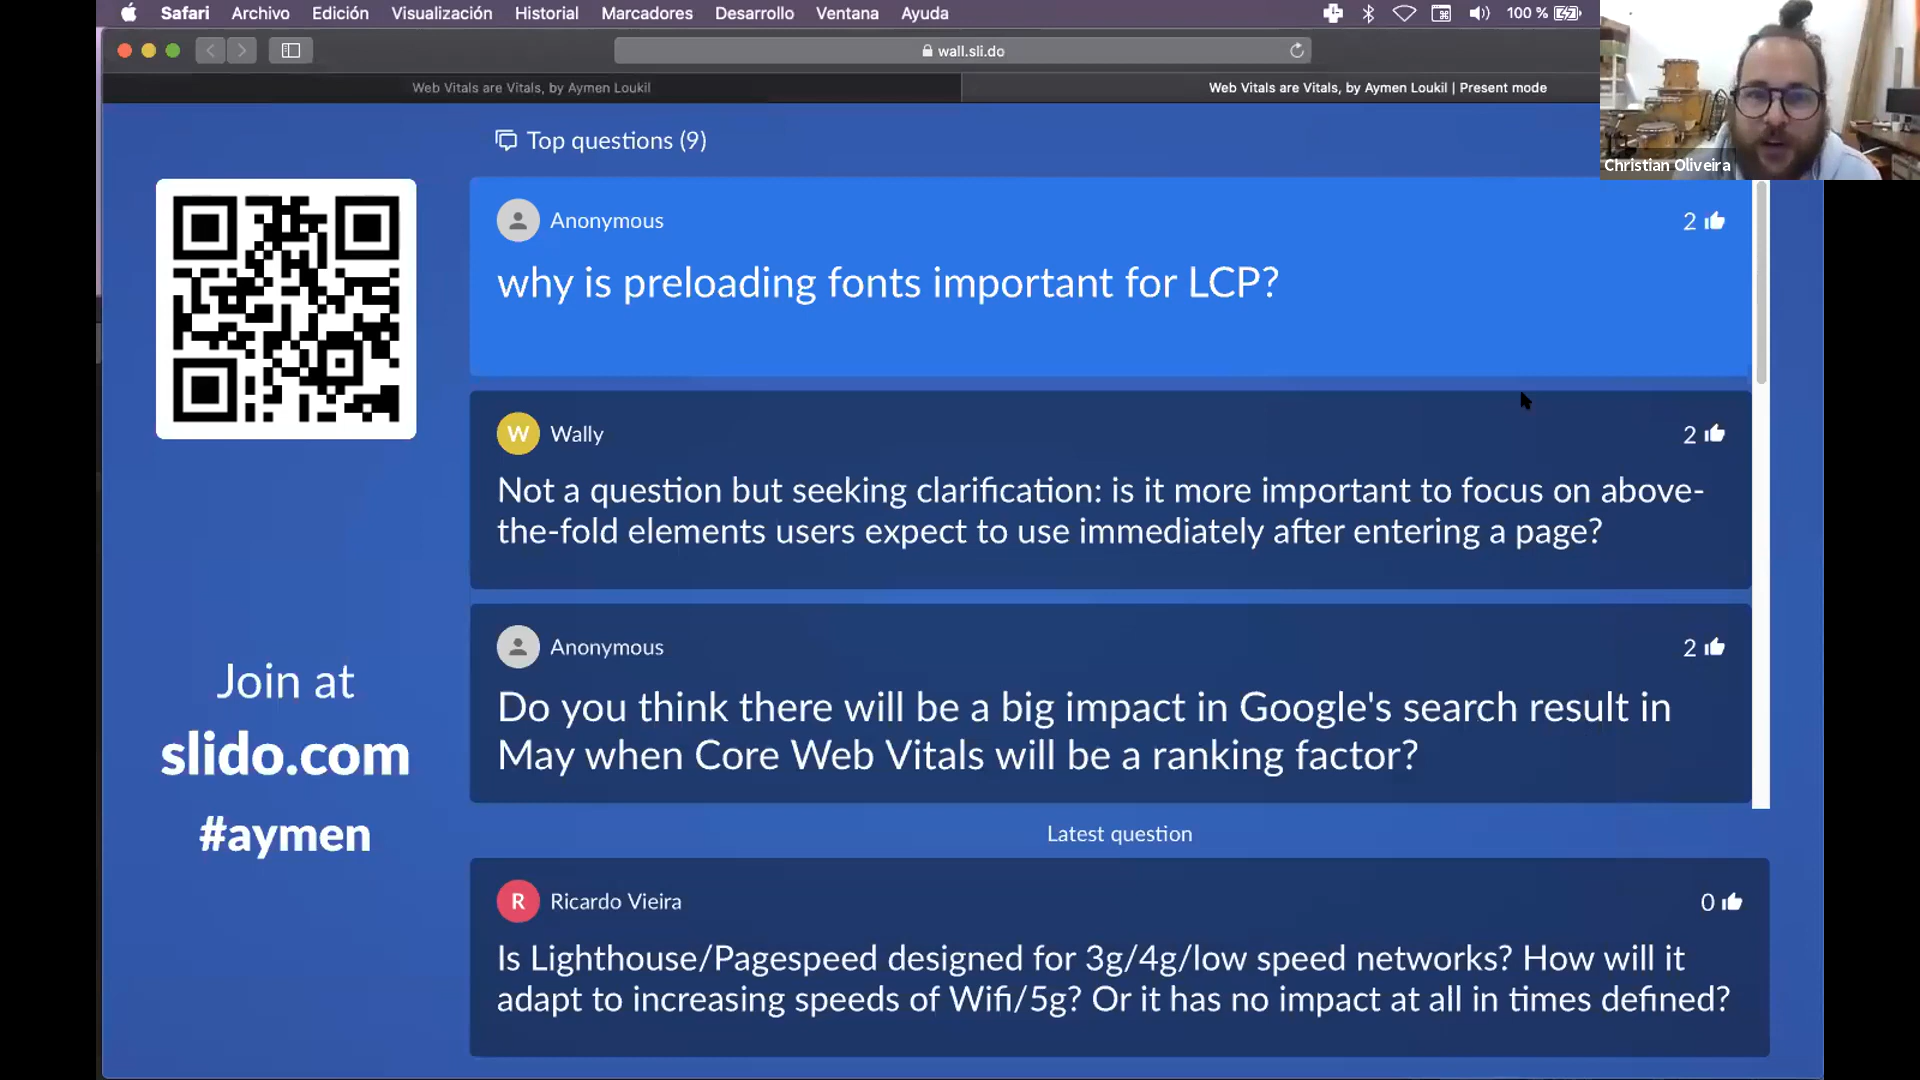 Safari Archivo Edición Visualización Historial Marcadores Desarrollo Ventana Ayuda 100 %
wall.sli.do
Web Vitals are Vitals, by Aymen Loukil
Web Vitals are Vitals, by Aymen Loukil | Present mode
Christian Oliveira
Top questions (9)
Anonymous 2
why is preloading fonts important for LCP?
W Wally 2
Not a question but seeking clarification: is it more important to focus on above-
the-fold elements users expect to use immediately after entering a page?
Anonymous 2
Do you think there will be a big impact in Google's search result in
May when Core Web Vitals will be a ranking factor?
Join at
slido.com
#aymen
Latest question
R Ricardo Vieira 0
Is Lighthouse/Pagespeed designed for 3g/4g/low speed networks? How will it
adapt to increasing speeds of Wifi/5g? Or it has no impact at all in times defined?